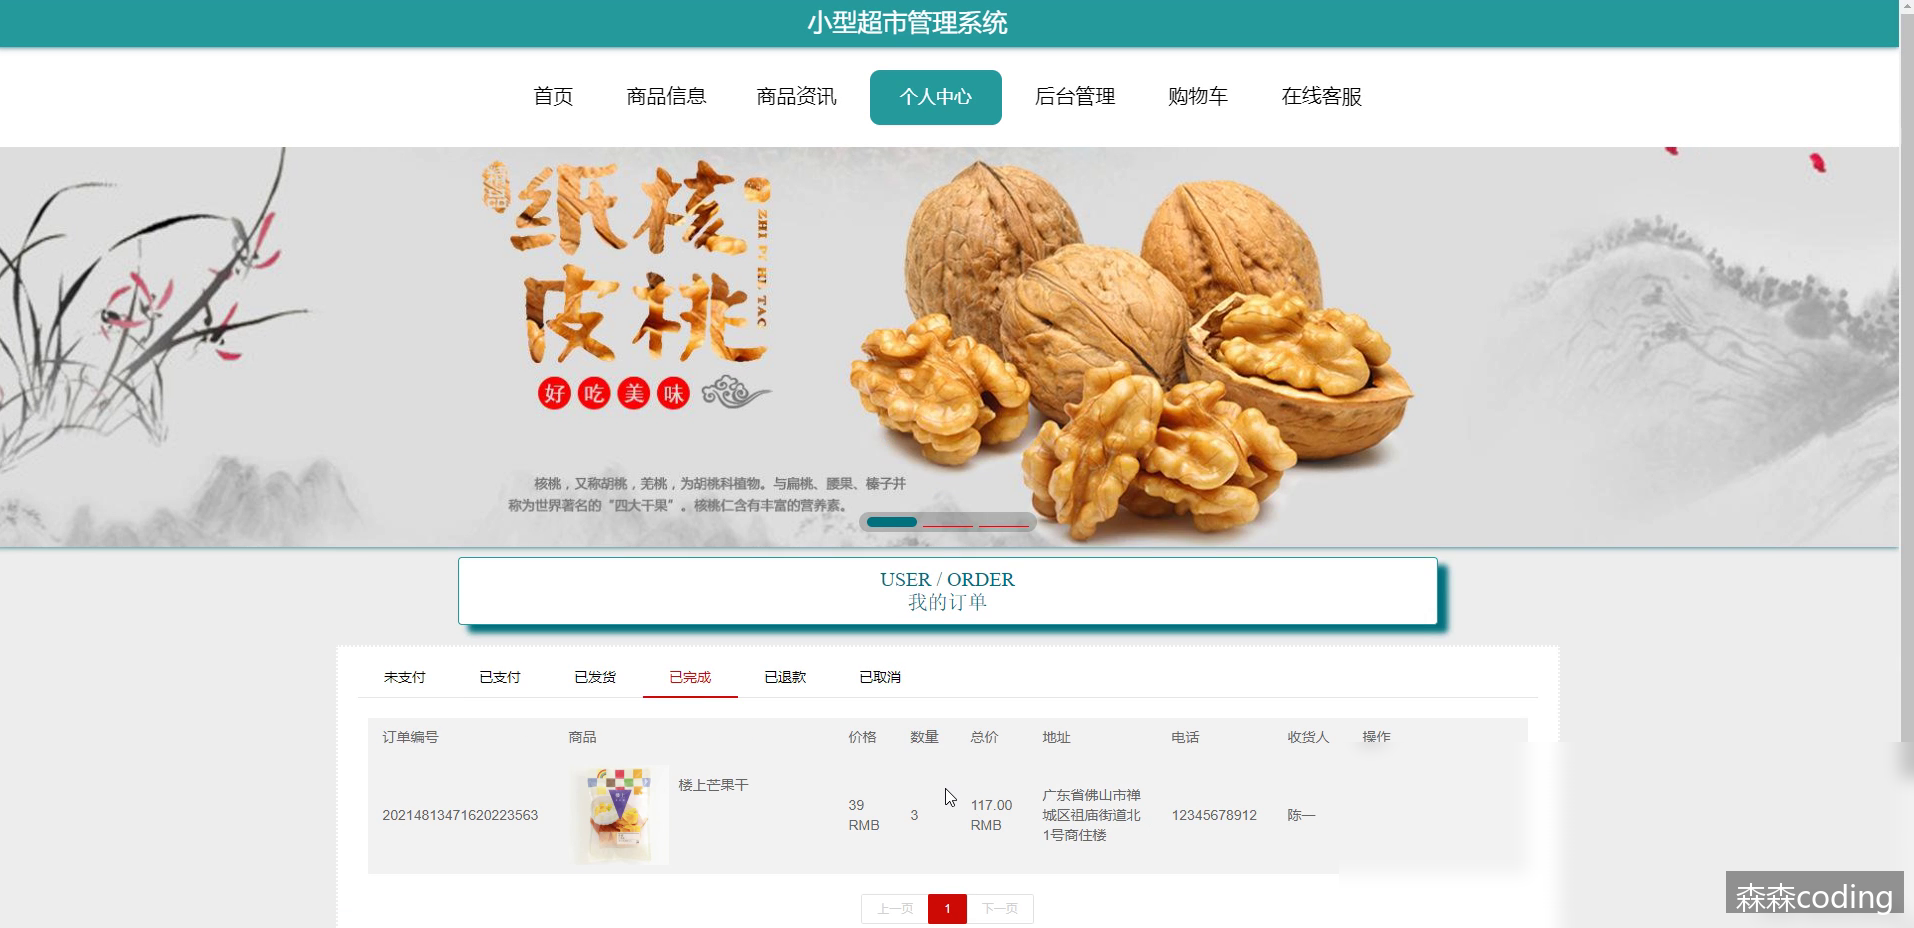 小型超市管理系统
首页 商品信息 商品资讯 个人中心 后台管理 购物车 在线客服
纸核
皮桃
ZHI PI HE TAO
好吃美味
核桃，又称胡桃，羌桃，为胡桃科植物。与扁桃、腰果、榛子并
称为世界著名的“四大干果”。核桃仁含有丰富的营养素。
USER / ORDER
我的订单
未支付 已支付 已发货 已完成 已退款 已取消
订单编号 商品 价格 数量 总价 地址 电话 收货人 操作
20214813471620223563 楼上芒果干 39 RMB 3 117.00 RMB 广东省佛山市禅城区祖庙街道北1号商住楼 12345678912 陈一
上一页 1 下一页
森森coding